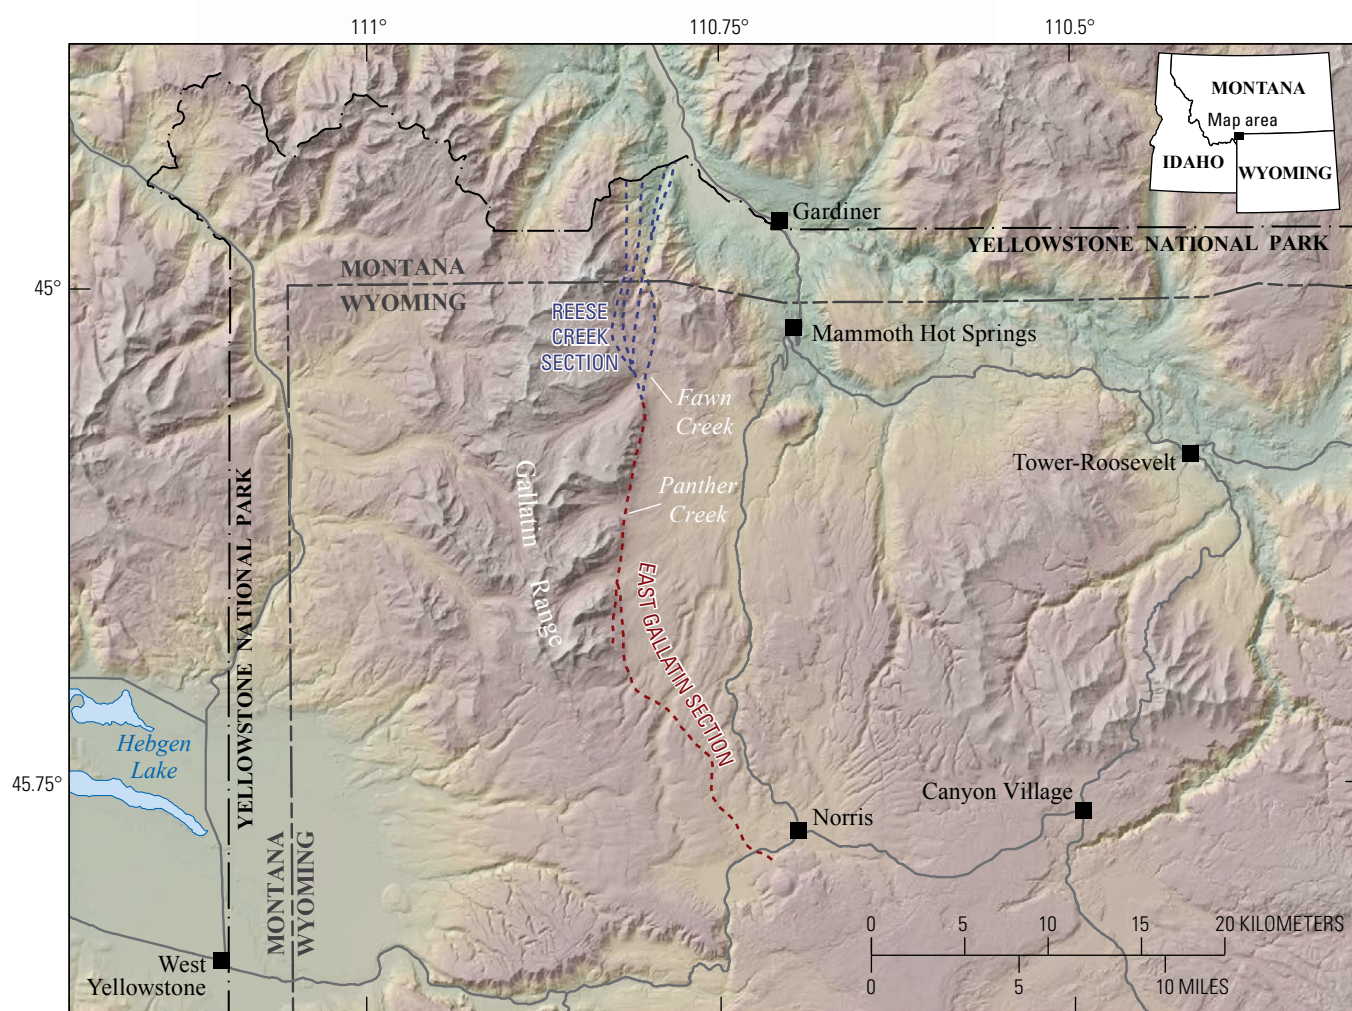 111°
110.75°
110.5°
MONTANA
Map area
IDAHO
WYOMING
Gardiner
YELLOWSTONE NATIONAL PARK
MONTANA
45°
WYOMING
REESE
CREEK
SECTION
Mammoth Hot Springs
Fawn
Creek
Tower-Roosevelt
Gallatin
Range
Panther
Creek
YELLOWSTONE NATIONAL PARK
EAST GALLATIN SECTION
Hebgen
Lake
45.75°
Canyon Village
Norris
MONTANA
WYOMING
0 5 10 15 20 KILOMETERS
0 5 10 MILES
West
Yellowstone